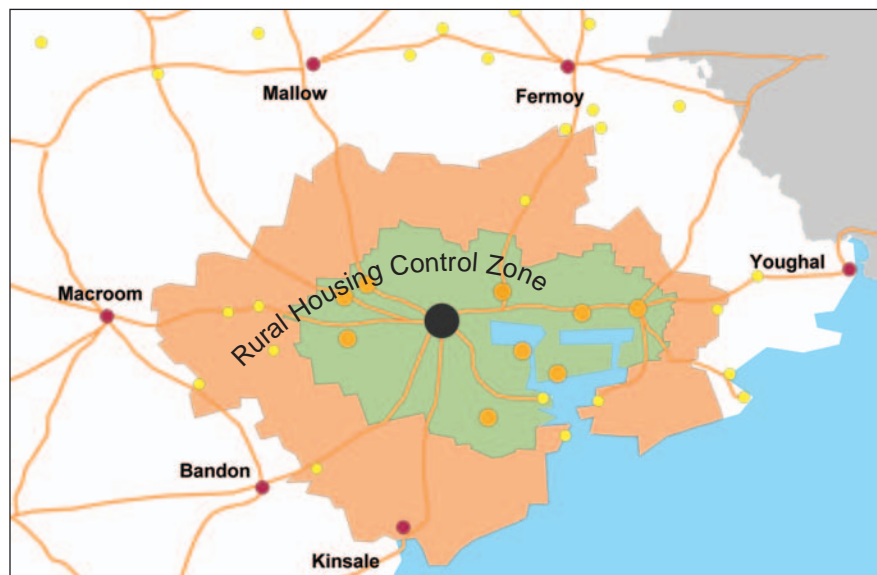 Mallow
Fermoy
Rural Housing Control Zone
Youghal
Macroom
Bandon
Kinsale